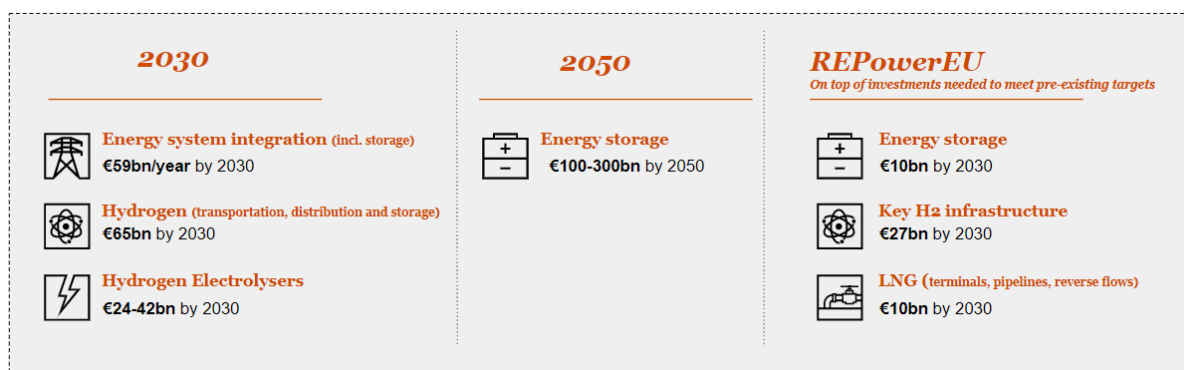 2030
Energy system integration (incl. storage)
€59bn/year by 2030
Hydrogen (transportation, distribution and storage)
€65bn by 2030
Hydrogen Electrolysers
€24-42bn by 2030
2050
Energy storage
€100-300bn by 2050
REPowerEU
On top of investments needed to meet pre-existing targets
Energy storage
€10bn by 2030
Key H2 infrastructure
€27bn by 2030
LNG (terminals, pipelines, reverse flows)
€10bn by 2030